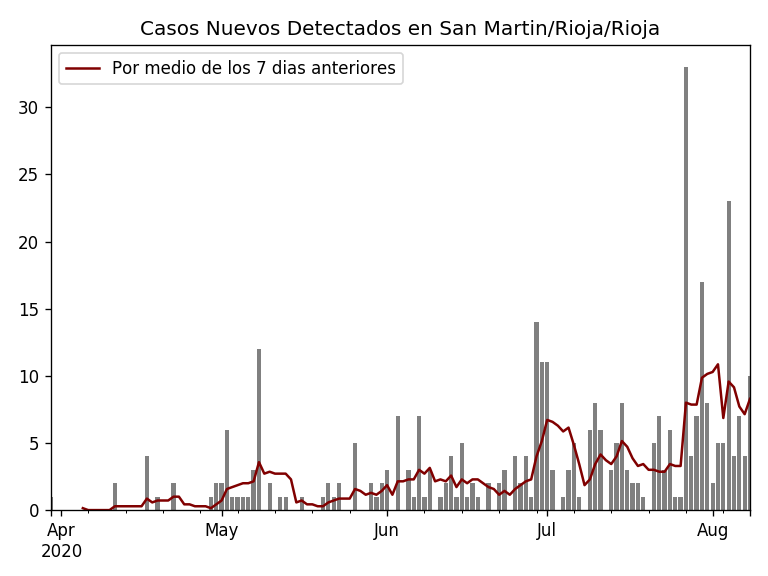 Casos Nuevos Detectados en San Martin/Rioja/Rioja
Por medio de los 7 dias anteriores
30
25
20
15
10
5
0
Apr May Jun Jul Aug
2020